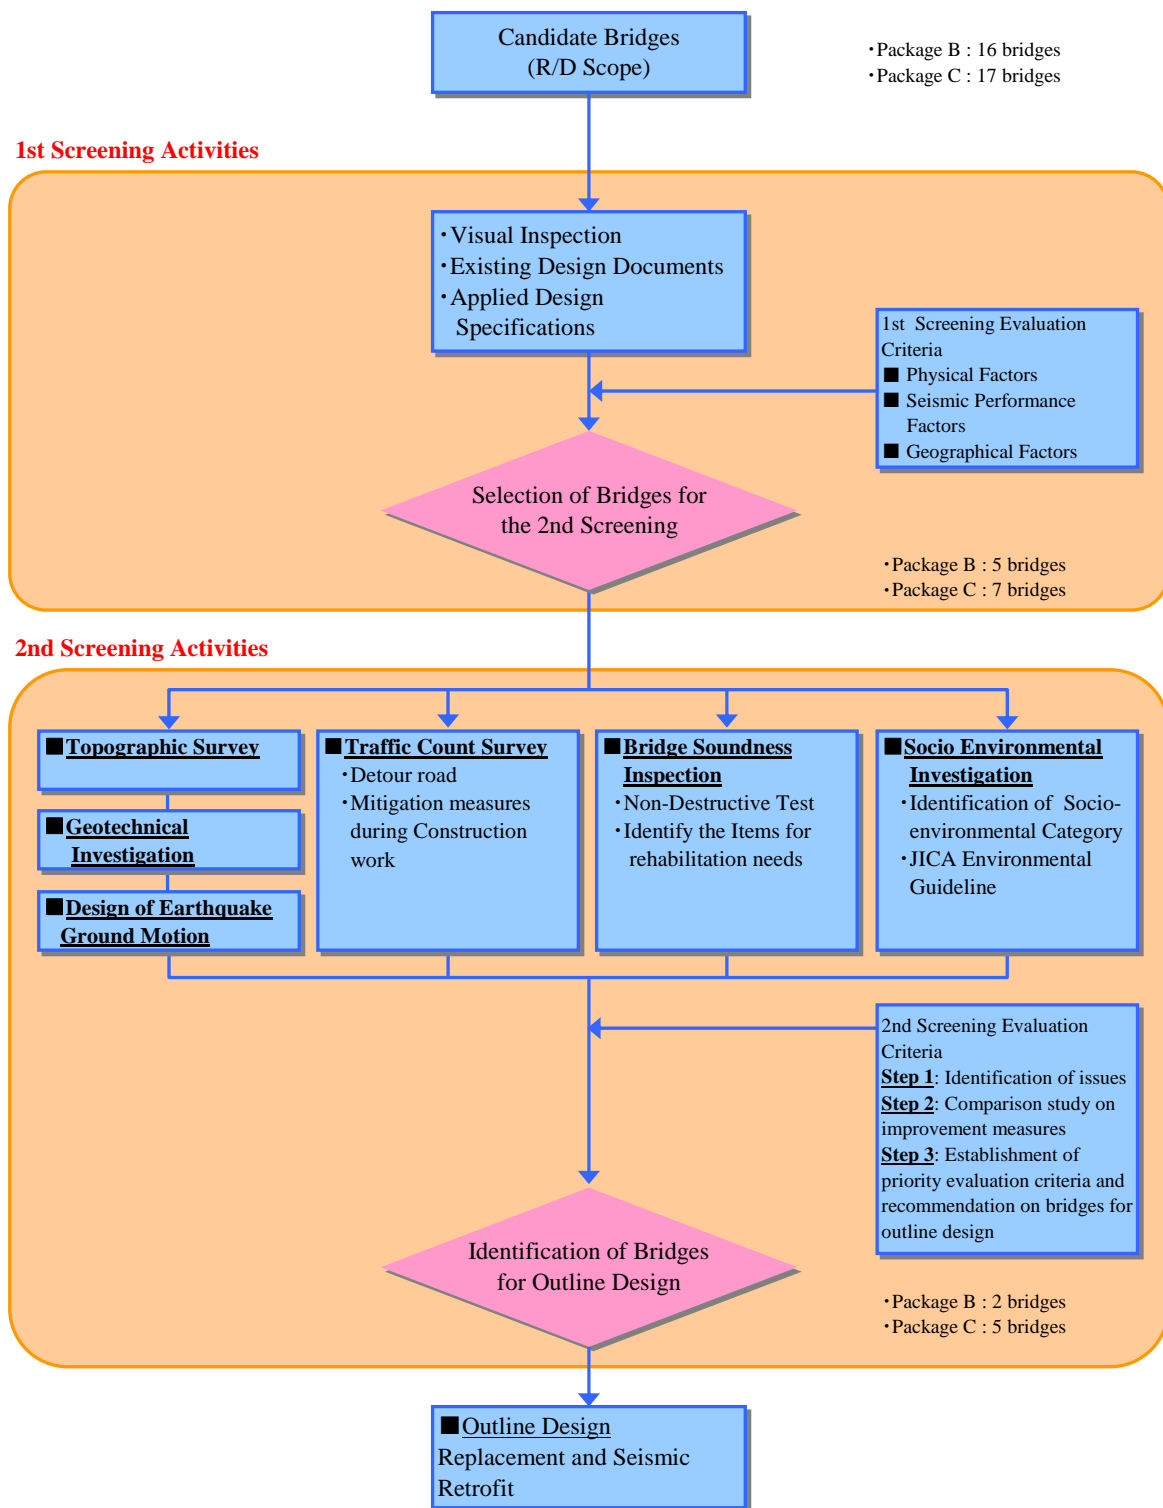 Candidate Bridges
(R/D Scope)
・Package B : 16 bridges
・Package C : 17 bridges
1st Screening Activities
・Visual Inspection
・Existing Design Documents
・Applied Design
Specifications
1st Screening Evaluation
Criteria
■ Physical Factors
■ Seismic Performance
Factors
■ Geographical Factors
Selection of Bridges for
the 2nd Screening
・Package B : 5 bridges
・Package C : 7 bridges
2nd Screening Activities
■Topographic Survey
■Geotechnical
Investigation
■Design of Earthquake
Ground Motion
■Traffic Count Survey
・Detour road
・Mitigation measures
during Construction
work
■Bridge Soundness
Inspection
・Non-Destructive Test
・Identify the Items for
rehabilitation needs
■Socio Environmental
Investigation
・Identification of Socio-
environmental Category
・JICA Environmental
Guideline
2nd Screening Evaluation
Criteria
Step 1: Identification of issues
Step 2: Comparison study on
improvement measures
Step 3: Establishment of
priority evaluation criteria and
recommendation on bridges for
outline design
Identification of Bridges
for Outline Design
・Package B : 2 bridges
・Package C : 5 bridges
■Outline Design
Replacement and Seismic
Retrofit